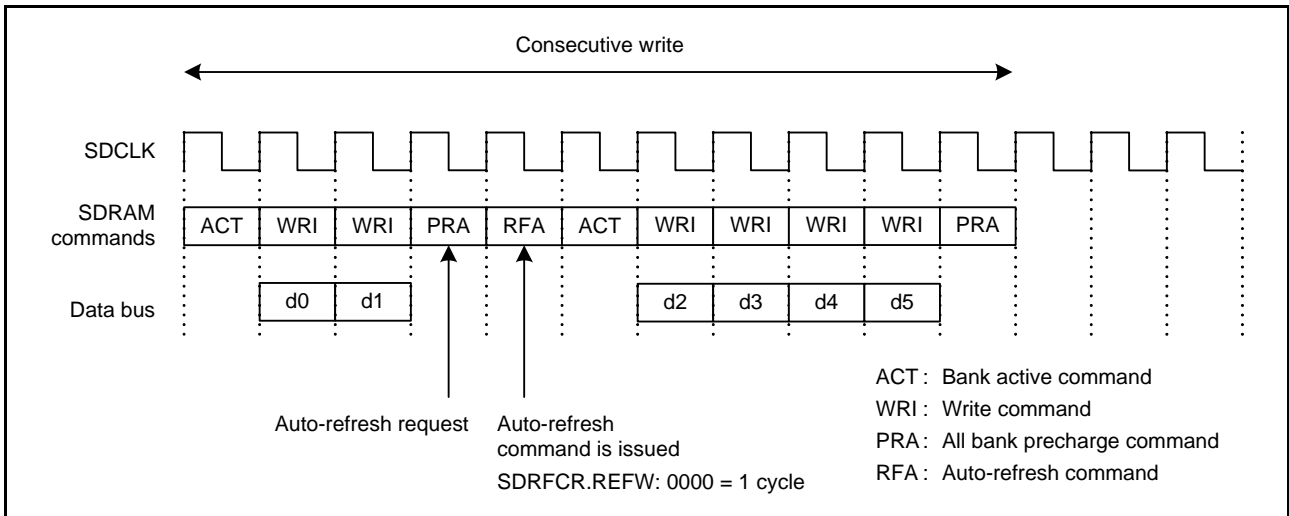 Consecutive write
SDCLK
SDRAM
commands
ACT WRI WRI PRA RFA ACT WRI WRI WRI WRI PRA
Data bus
d0 d1 d2 d3 d4 d5
Auto-refresh request
Auto-refresh
command is issued
SDRFCR.REFW: 0000 = 1 cycle
ACT : Bank active command
WRI : Write command
PRA : All bank precharge command
RFA : Auto-refresh command